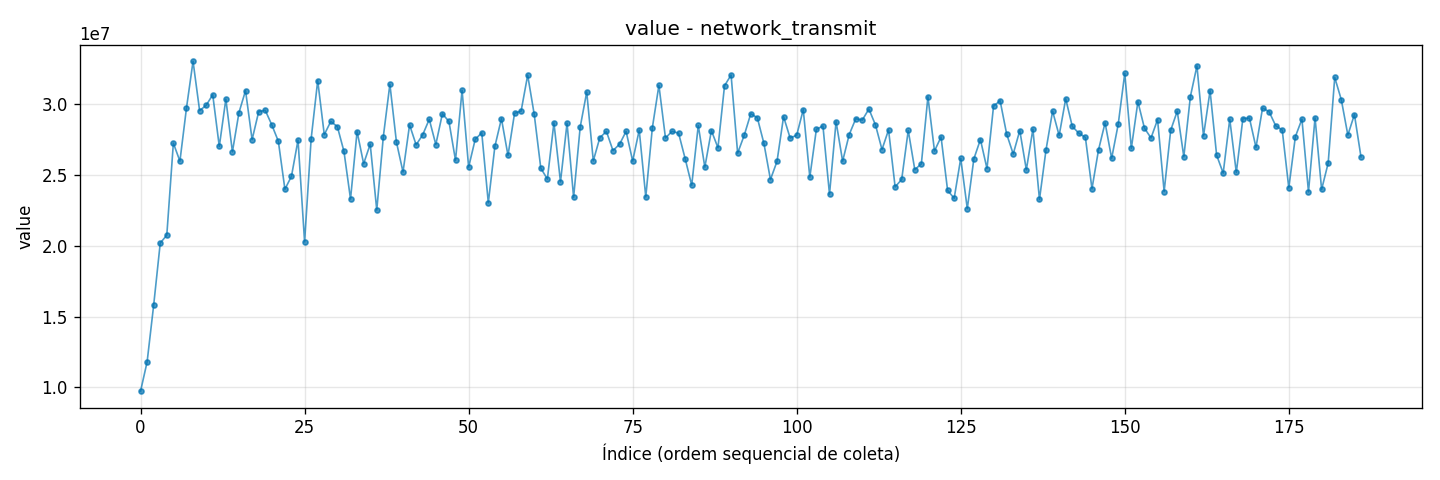 value - network_transmit
1e7
3.0
2.5
2.0
1.5
1.0
value
0 25 50 75 100 125 150 175
Índice (ordem sequencial de coleta)